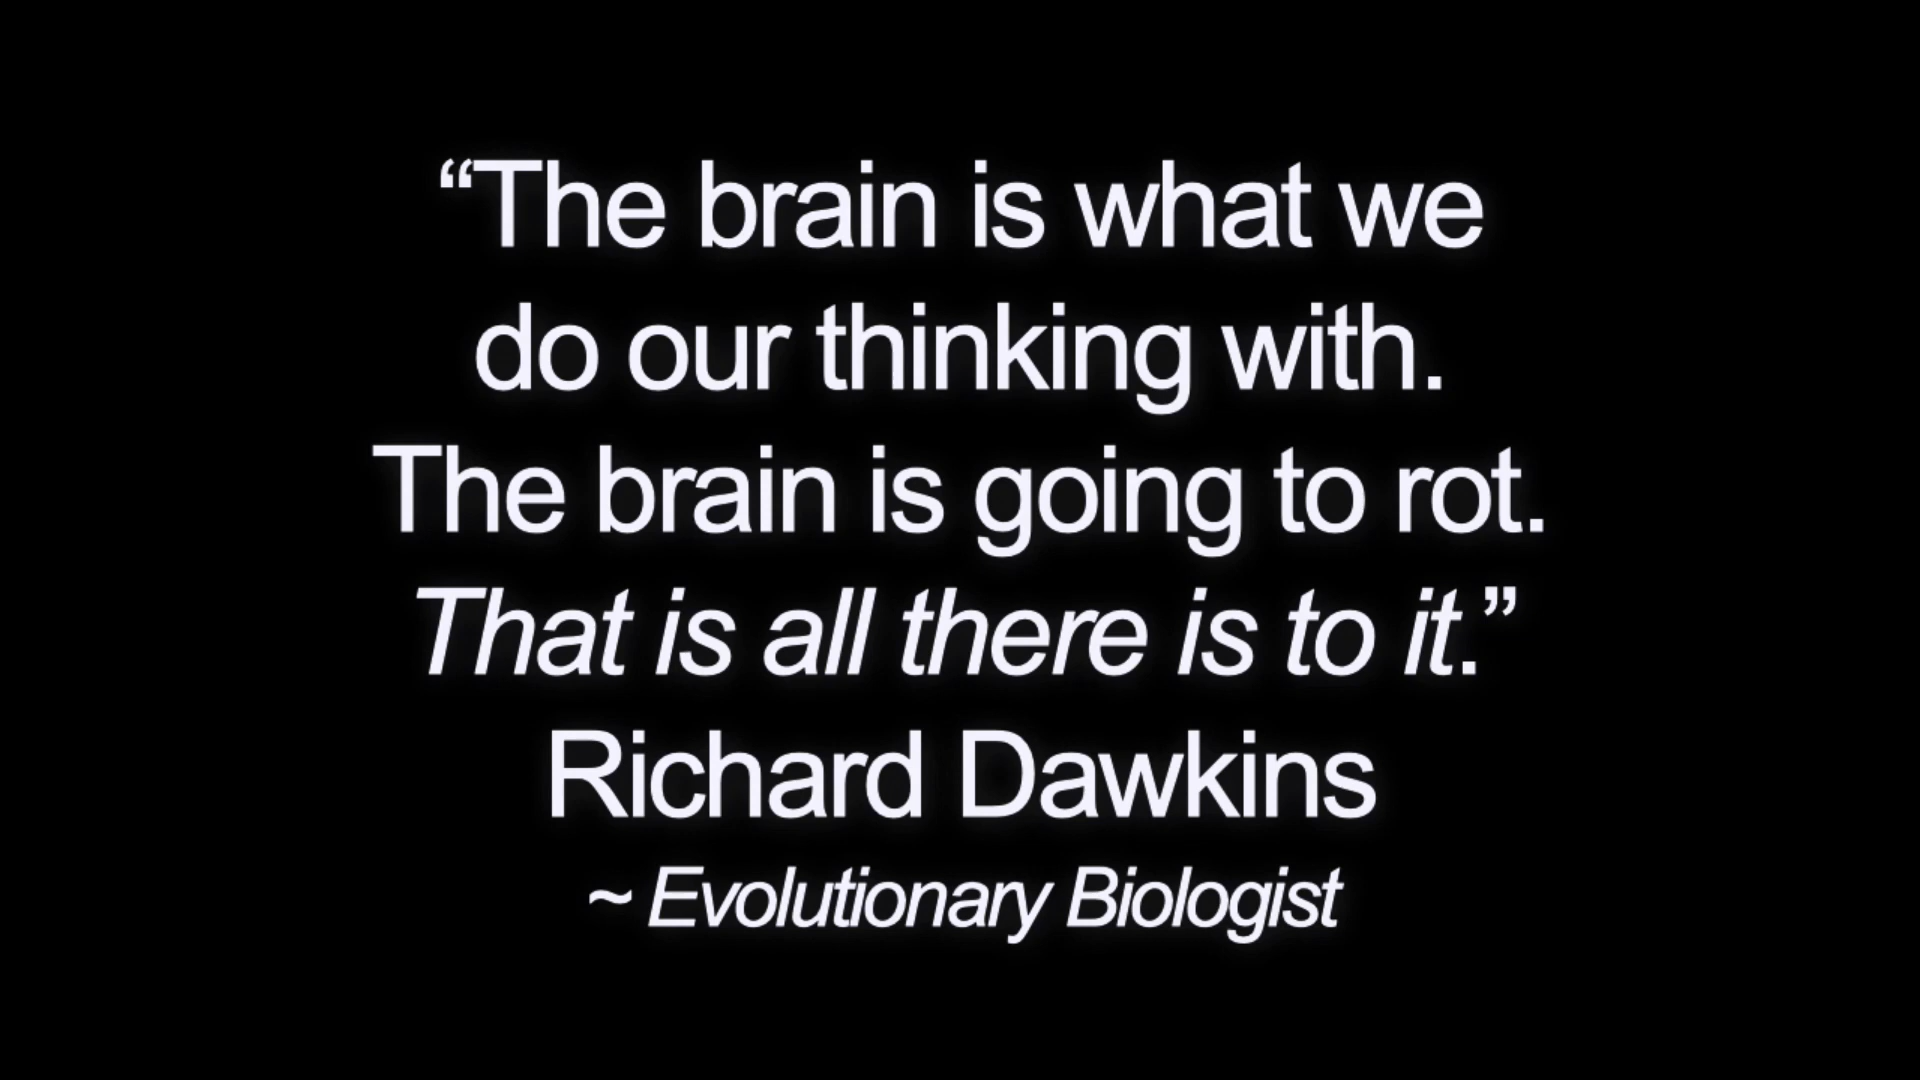 “The brain is what we
do our thinking with.
The brain is going to rot.
That is all there is to it.”
Richard Dawkins
~ Evolutionary Biologist